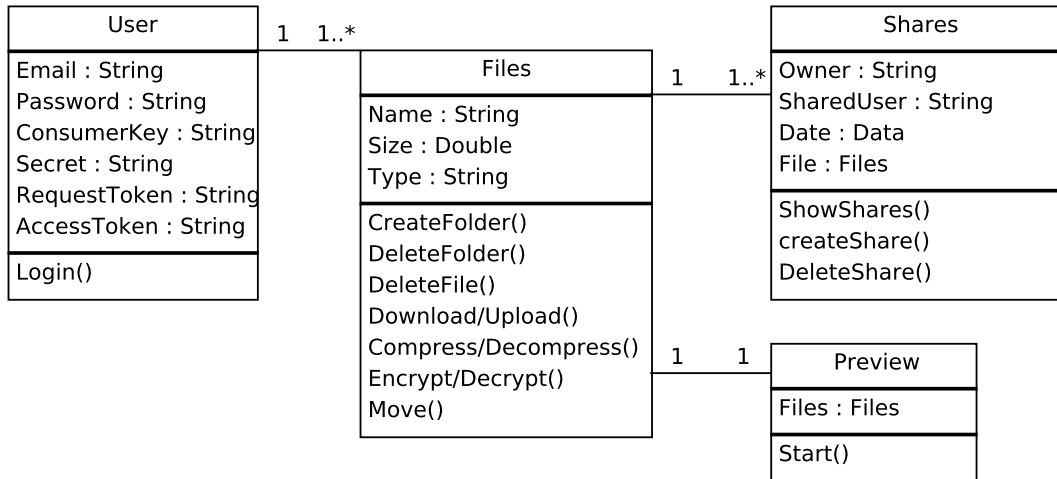 User
Email : String
Password : String
ConsumerKey : String
Secret : String
RequestToken : String
AccessToken : String
Login()
1 1..*
Files
Name : String
Size : Double
Type : String
CreateFolder()
DeleteFolder()
DeleteFile()
Download/Upload()
Compress/Decompress()
Encrypt/Decrypt()
Move()
1 1..*
Shares
Owner : String
SharedUser : String
Date : Data
File : Files
ShowShares()
createShare()
DeleteShare()
1 1
Preview
Files : Files
Start()